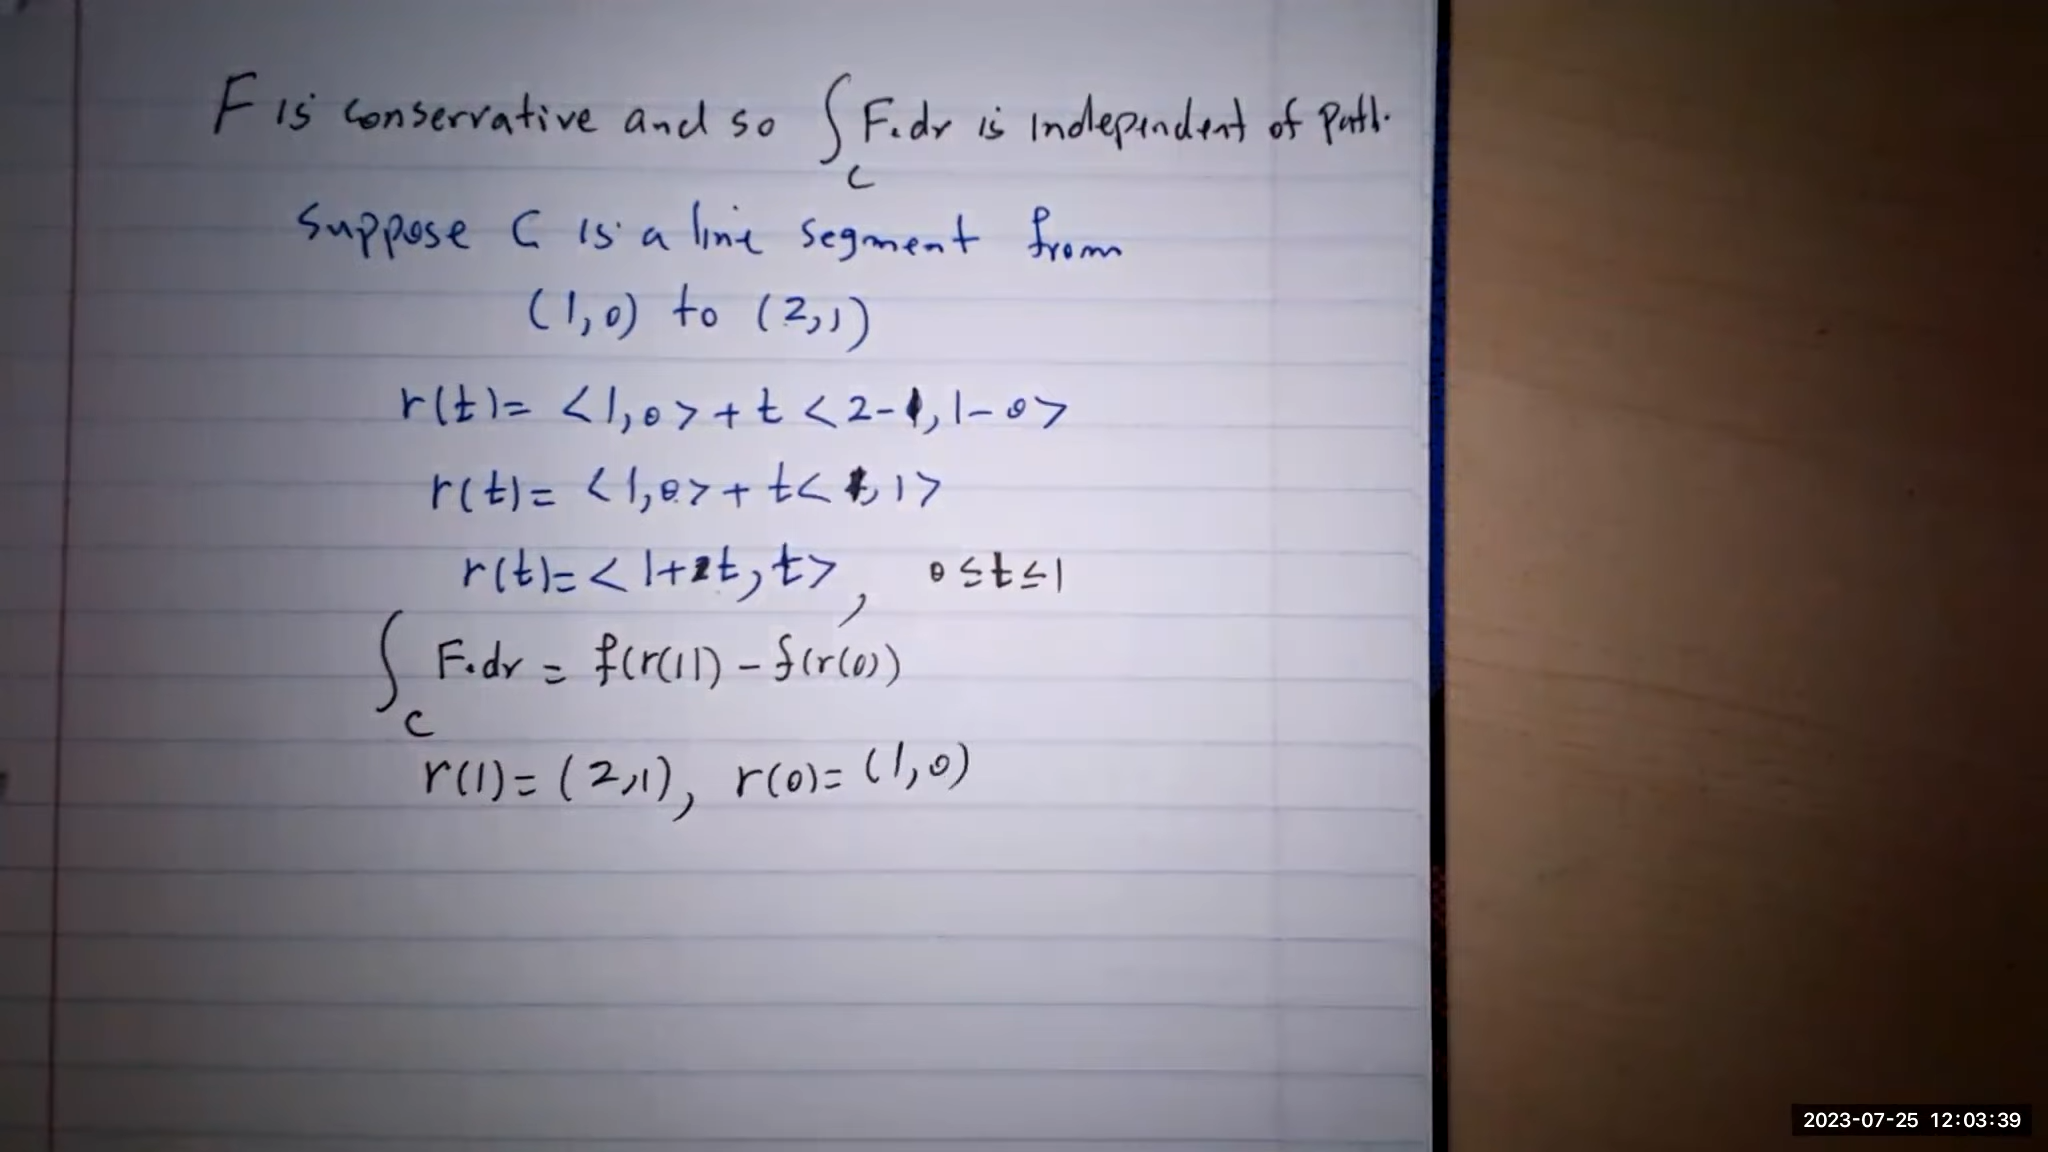 F is conservative and so ∫_C F.dr is independent of path.
Suppose C is a line segment from
(1,0) to (2,1)
r(t)= <1,0> + t <2-1, 1-0>
r(t)= <1,0> + t< 1, 1>
r(t)= <1+1t, t> , 0 ≤ t ≤ 1
∫_C F.dr = f(r(1)) - f(r(0))
r(1)= (2,1), r(0)= (1,0)
2023-07-25 12:03:39